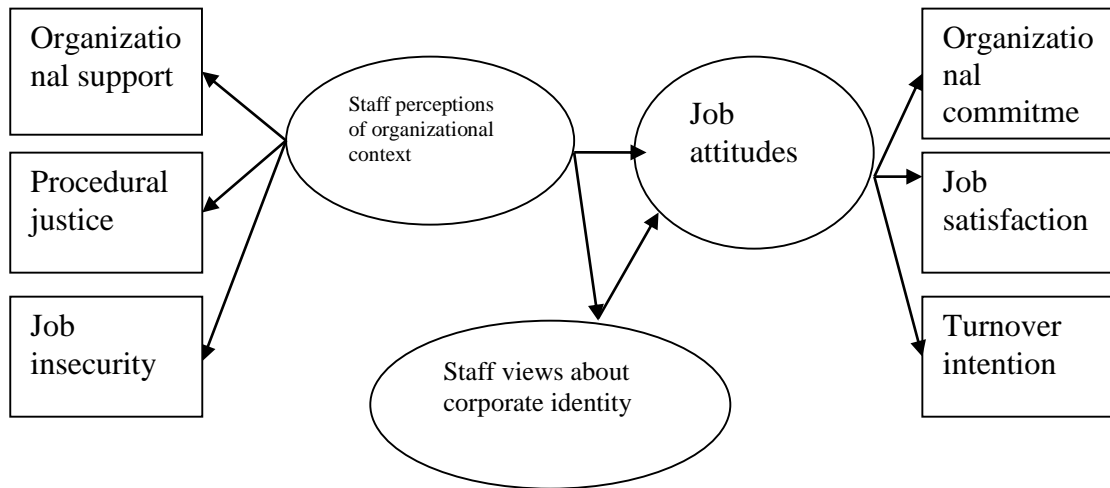 Organizatio
nal support
Procedural
justice
Job
insecurity
Staff perceptions
of organizational
context
Job
attitudes
Staff views about
corporate identity
Organizatio
nal
commitme
Job
satisfaction
Turnover
intention